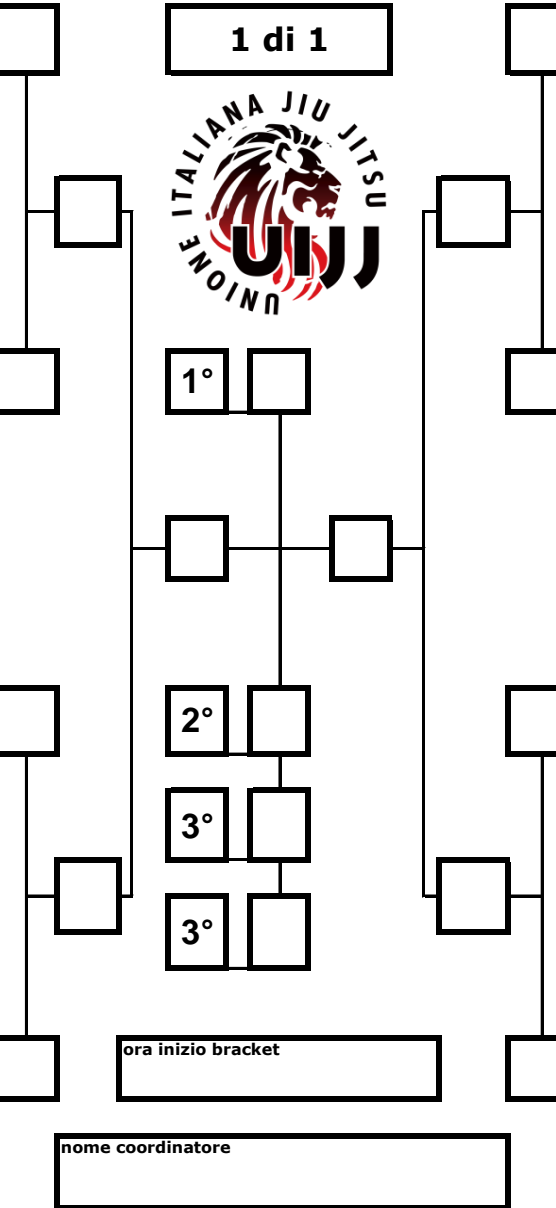 1 di 1
UNIONE ITALIANA JIU JITSU
UIJJ
1°
2°
3°
3°
ora inizio bracket
nome coordinatore